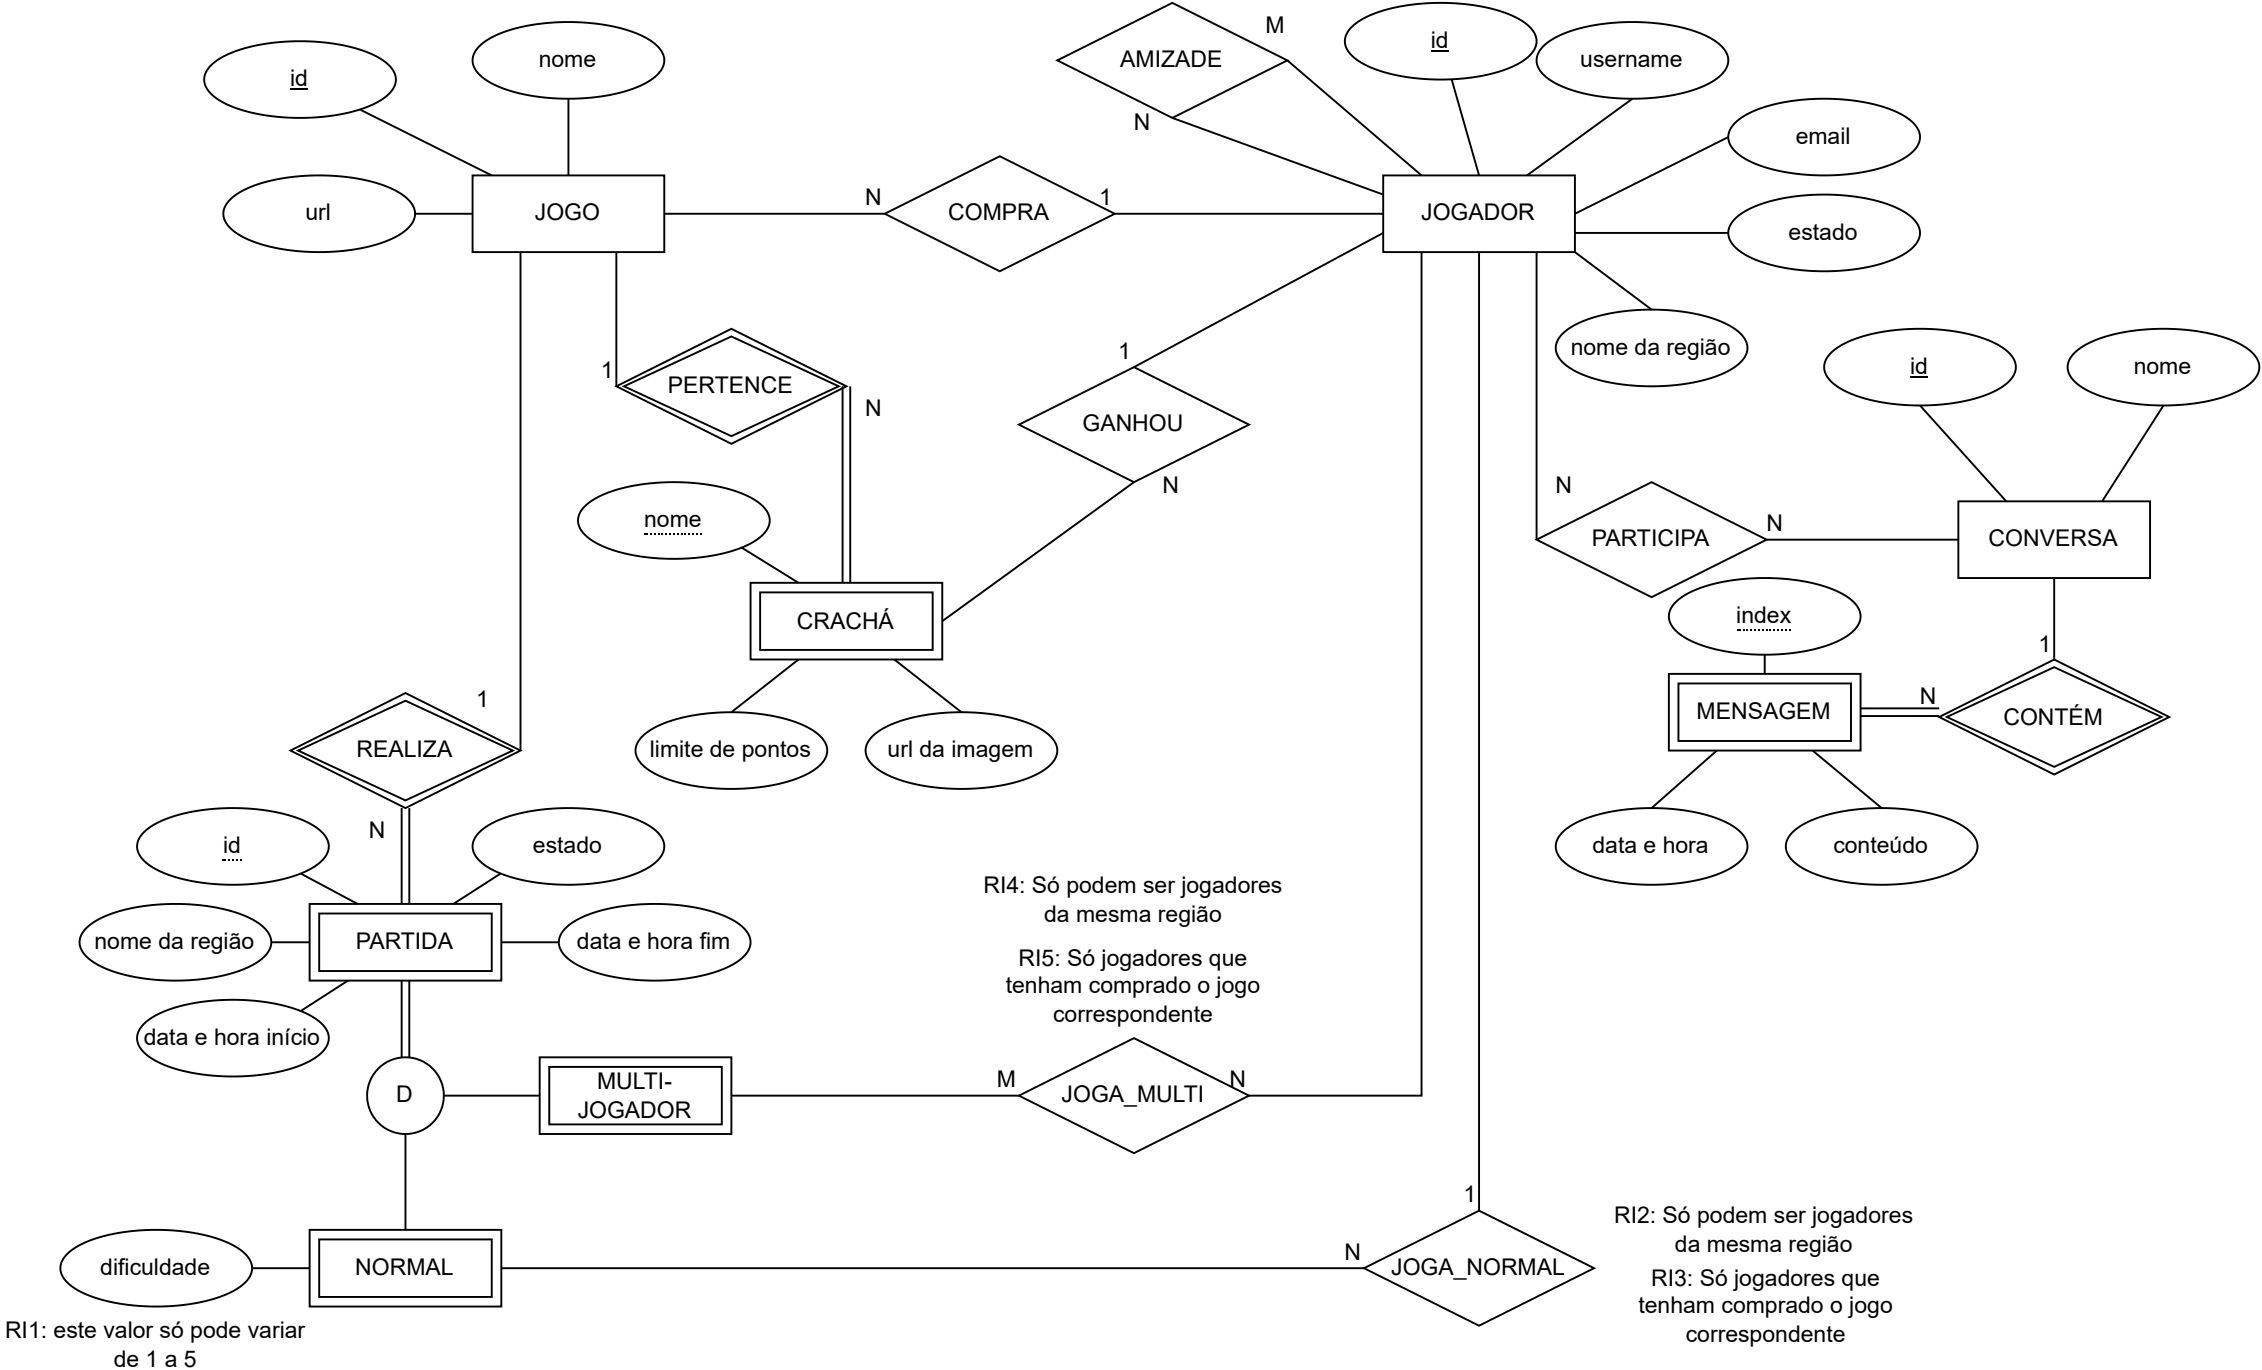 M
id
nome
AMIZADE
id
username
N
email
url
JOGO
N
COMPRA
1
JOGADOR
estado
nome da região
1
PERTENCE
N
1
GANHOU
N
id
nome
N
PARTICIPA
N
CONVERSA
nome
CRACHÁ
limite de pontos
url da imagem
index
MENSAGEM
N
1
CONTÉM
data e hora
conteúdo
1
REALIZA
N
id
estado
nome da região
PARTIDA
data e hora fim
data e hora início
RI4: Só podem ser jogadores
da mesma região
RI5: Só jogadores que
tenham comprado o jogo
correspondente
D
MULTI-
JOGADOR
M
JOGA_MULTI
N
dificuldade
NORMAL
N
1
JOGA_NORMAL
RI2: Só podem ser jogadores
da mesma região
RI3: Só jogadores que
tenham comprado o jogo
correspondente
RI1: este valor só pode variar
de 1 a 5